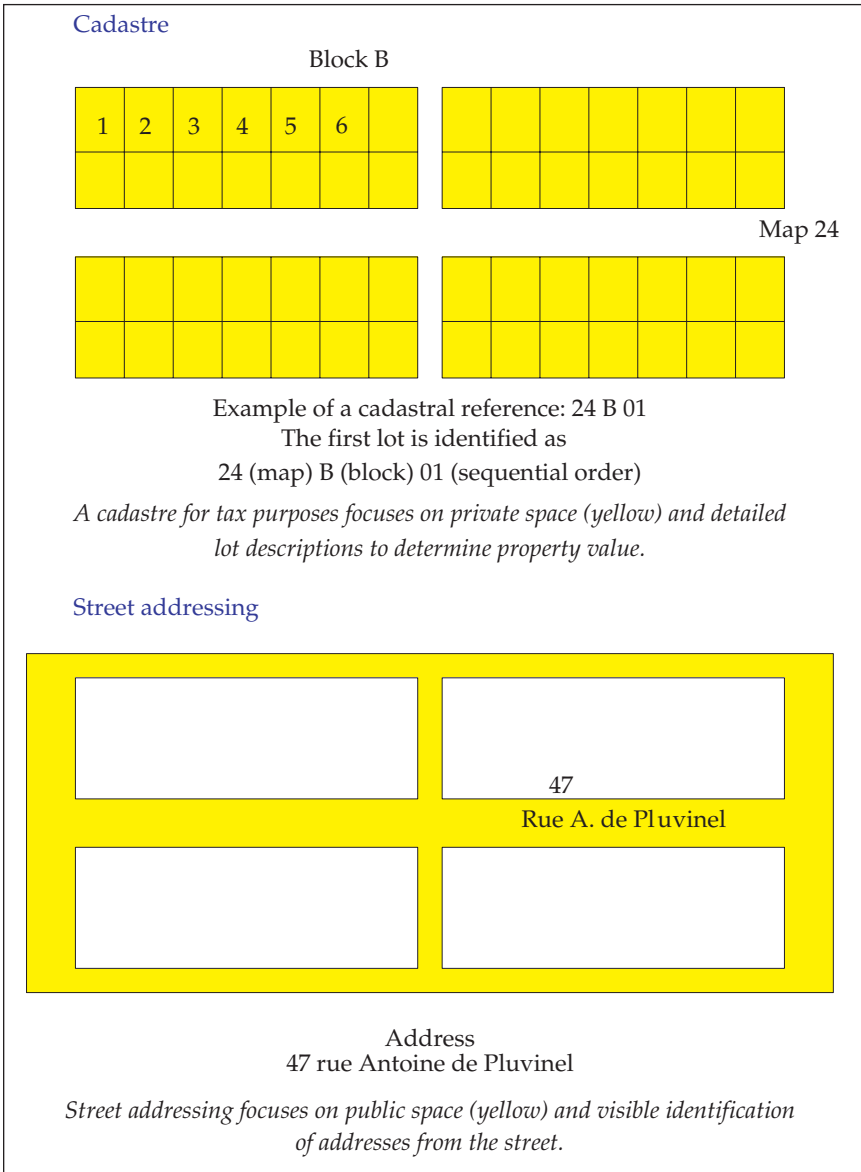 Cadastre
Block B
1 2 3 4 5 6
Map 24
Example of a cadastral reference: 24 B 01
The first lot is identified as
24 (map) B (block) 01 (sequential order)
A cadastre for tax purposes focuses on private space (yellow) and detailed
lot descriptions to determine property value.
Street addressing
47
Rue A. de Pluvinel
Address
47 rue Antoine de Pluvinel
Street addressing focuses on public space (yellow) and visible identification
of addresses from the street.